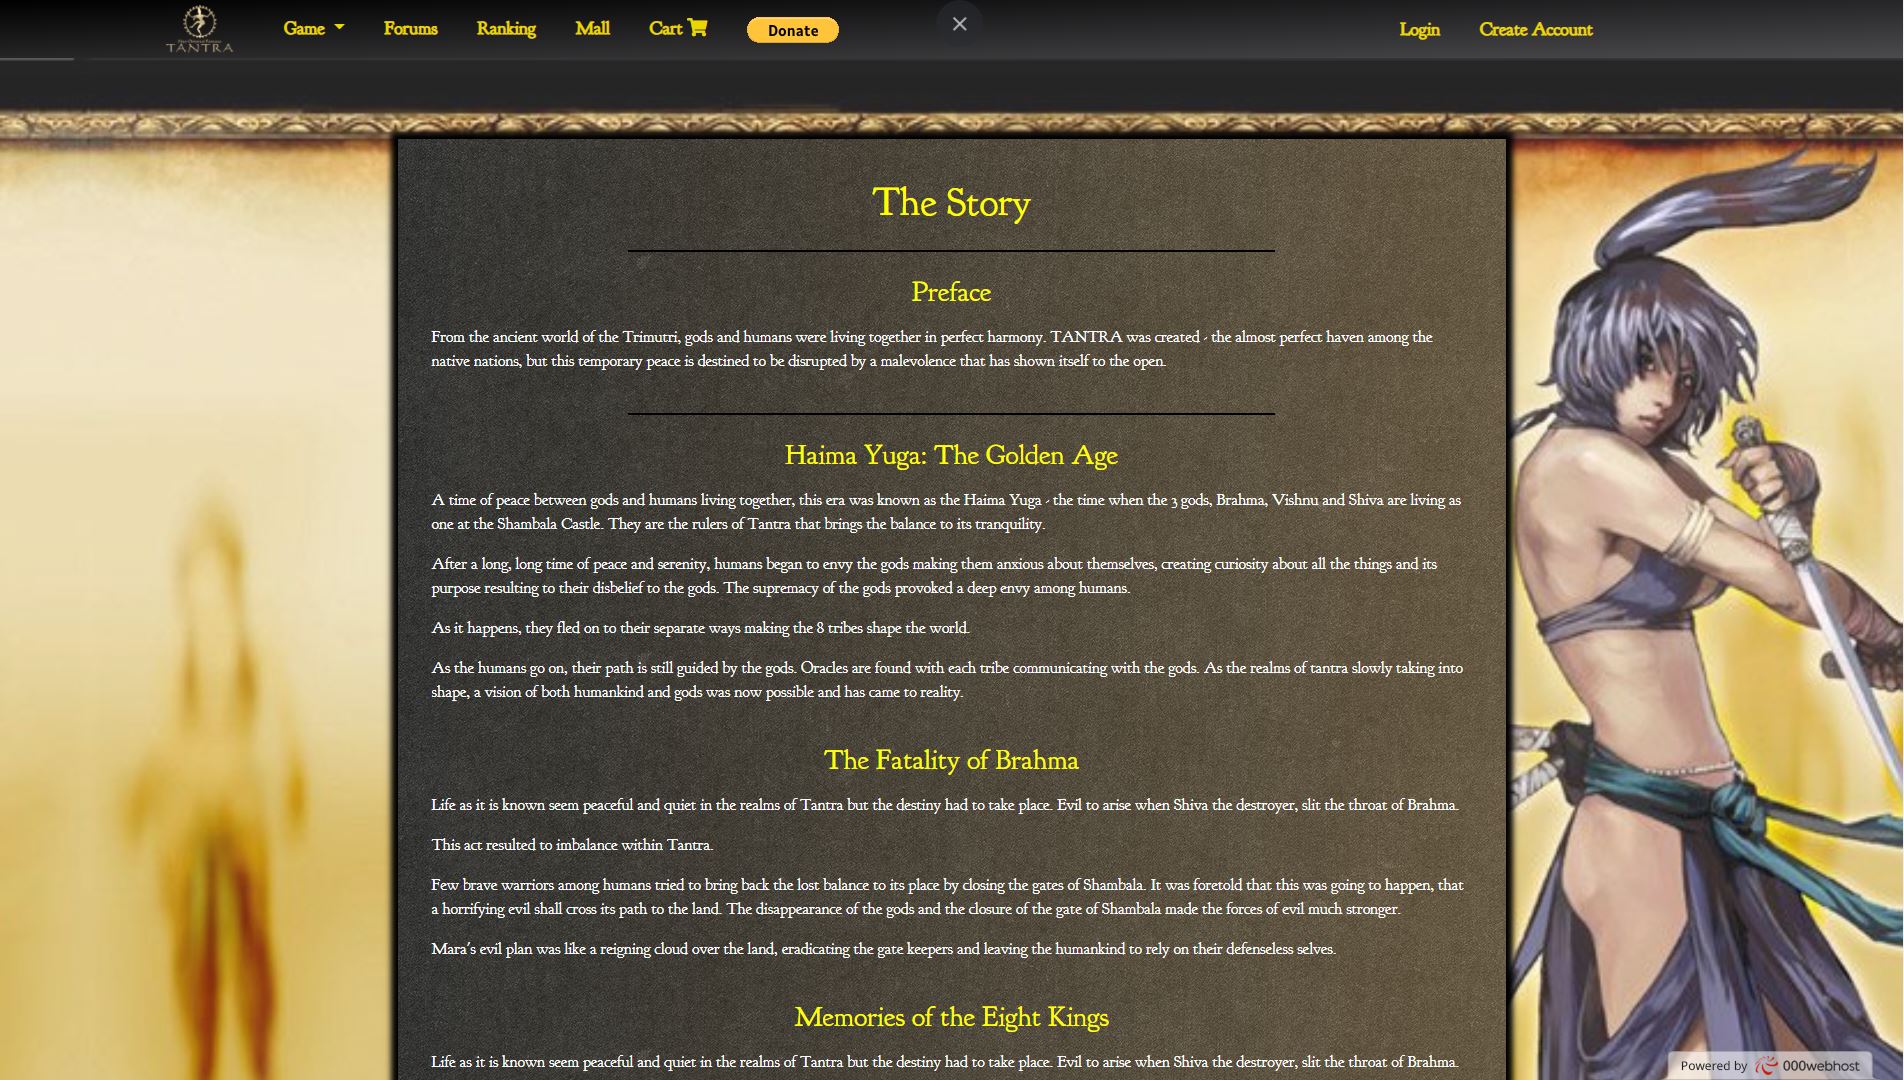 TANTRA
Game
Forums
Ranking
Mall
Cart
Donate
Login
Create Account
The Story
Preface
From the ancient world of the Trimutri, gods and humans were living together in perfect harmony. TANTRA was created - the almost perfect haven among the
native nations, but this temporary peace is destined to be disrupted by a malevolence that has shown itself to the open.
Haima Yuga: The Golden Age
A time of peace between gods and humans living together, this era was known as the Haima Yuga - the time when the 3 gods, Brahma, Vishnu and Shiva are living as
one at the Shambala Castle. They are the rulers of Tantra that brings the balance to its tranquility.
After a long, long time of peace and serenity, humans began to envy the gods making them anxious about themselves, creating curiosity about all the things and its
purpose resulting to their disbelief to the gods. The supremacy of the gods provoked a deep envy among humans.
As it happens, they fled on to their separate ways making the 8 tribes shape the world.
As the humans go on, their path is still guided by the gods. Oracles are found with each tribe communicating with the gods. As the realms of tantra slowly taking into
shape, a vision of both humankind and gods was now possible and has came to reality.
The Fatality of Brahma
Life as it is known seem peaceful and quiet in the realms of Tantra but the destiny had to take place. Evil to arise when Shiva the destroyer, slit the throat of Brahma.
This act resulted to imbalance within Tantra.
Few brave warriors among humans tried to bring back the lost balance to its place by closing the gates of Shambala. It was foretold that this was going to happen, that
a horrifying evil shall cross its path to the land. The disappearance of the gods and the closure of the gate of Shambala made the forces of evil much stronger.
Mara's evil plan was like a reigning cloud over the land, eradicating the gate keepers and leaving the humankind to rely on their defenseless selves.
Memories of the Eight Kings
Life as it is known seem peaceful and quiet in the realms of Tantra but the destiny had to take place. Evil to arise when Shiva the destroyer, slit the throat of Brahma.
Powered by 000webhost